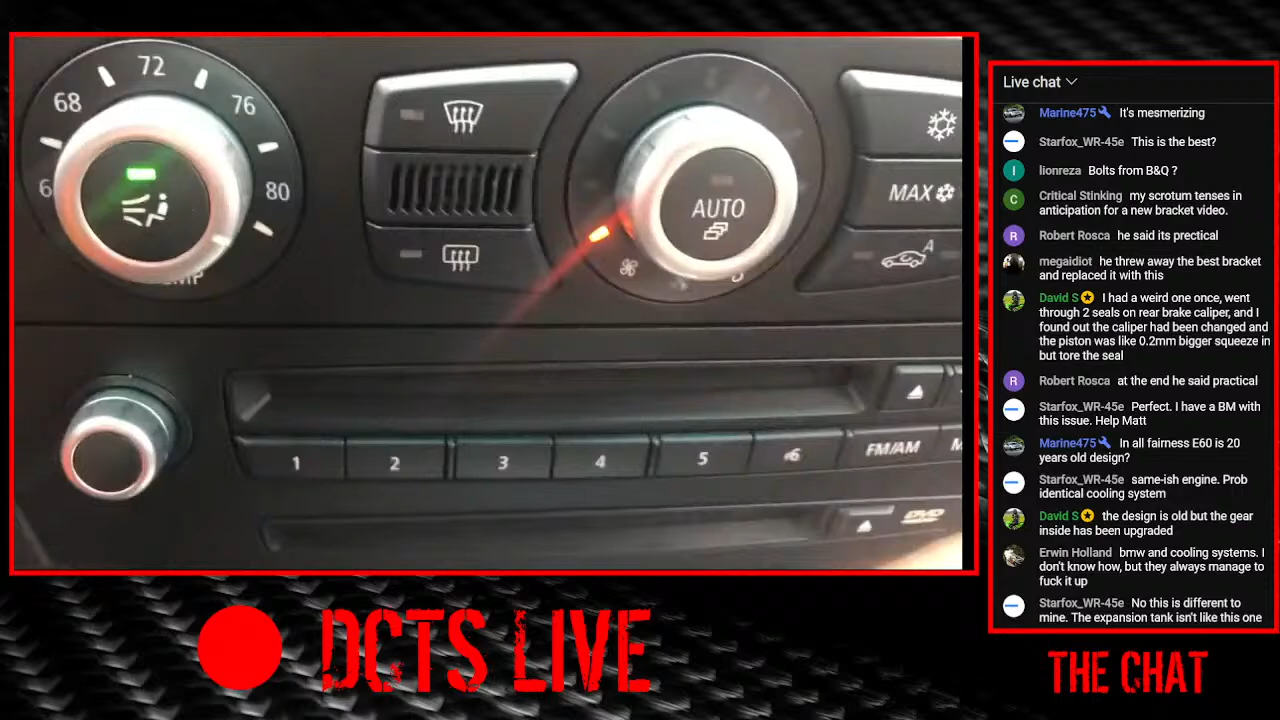 72
68
76
6
80
AUTO
MAX
A
1
2
3
4
5
6
FM/AM
M
DVD
DCTS LIVE
Live chat
Marine475 It's mesmerizing
Starfox_WR-45e This is the best?
I
lionreza Bolts from B&Q ?
C
Critical Stinking my scrotum tenses in
anticipation for a new bracket video.
R
Robert Rosca he said its prectical
megaidiot he threw away the best bracket
and replaced it with this
David S I had a weird one once, went
through 2 seals on rear brake caliper, and I
found out the caliper had been changed and
the piston was like 0.2mm bigger squeeze in
but tore the seal
R
Robert Rosca at the end he said practical
Starfox_WR-45e Perfect. I have a BM with
this issue. Help Matt
Marine475 In all fairness E60 is 20
years old design?
Starfox_WR-45e same-ish engine. Prob
identical cooling system
David S the design is old but the gear
inside has been upgraded
Erwin Holland bmw and cooling systems. I
don't know how, but they always manage to
fuck it up
Starfox_WR-45e No this is different to
mine. The expansion tank isn't like this one
THE CHAT